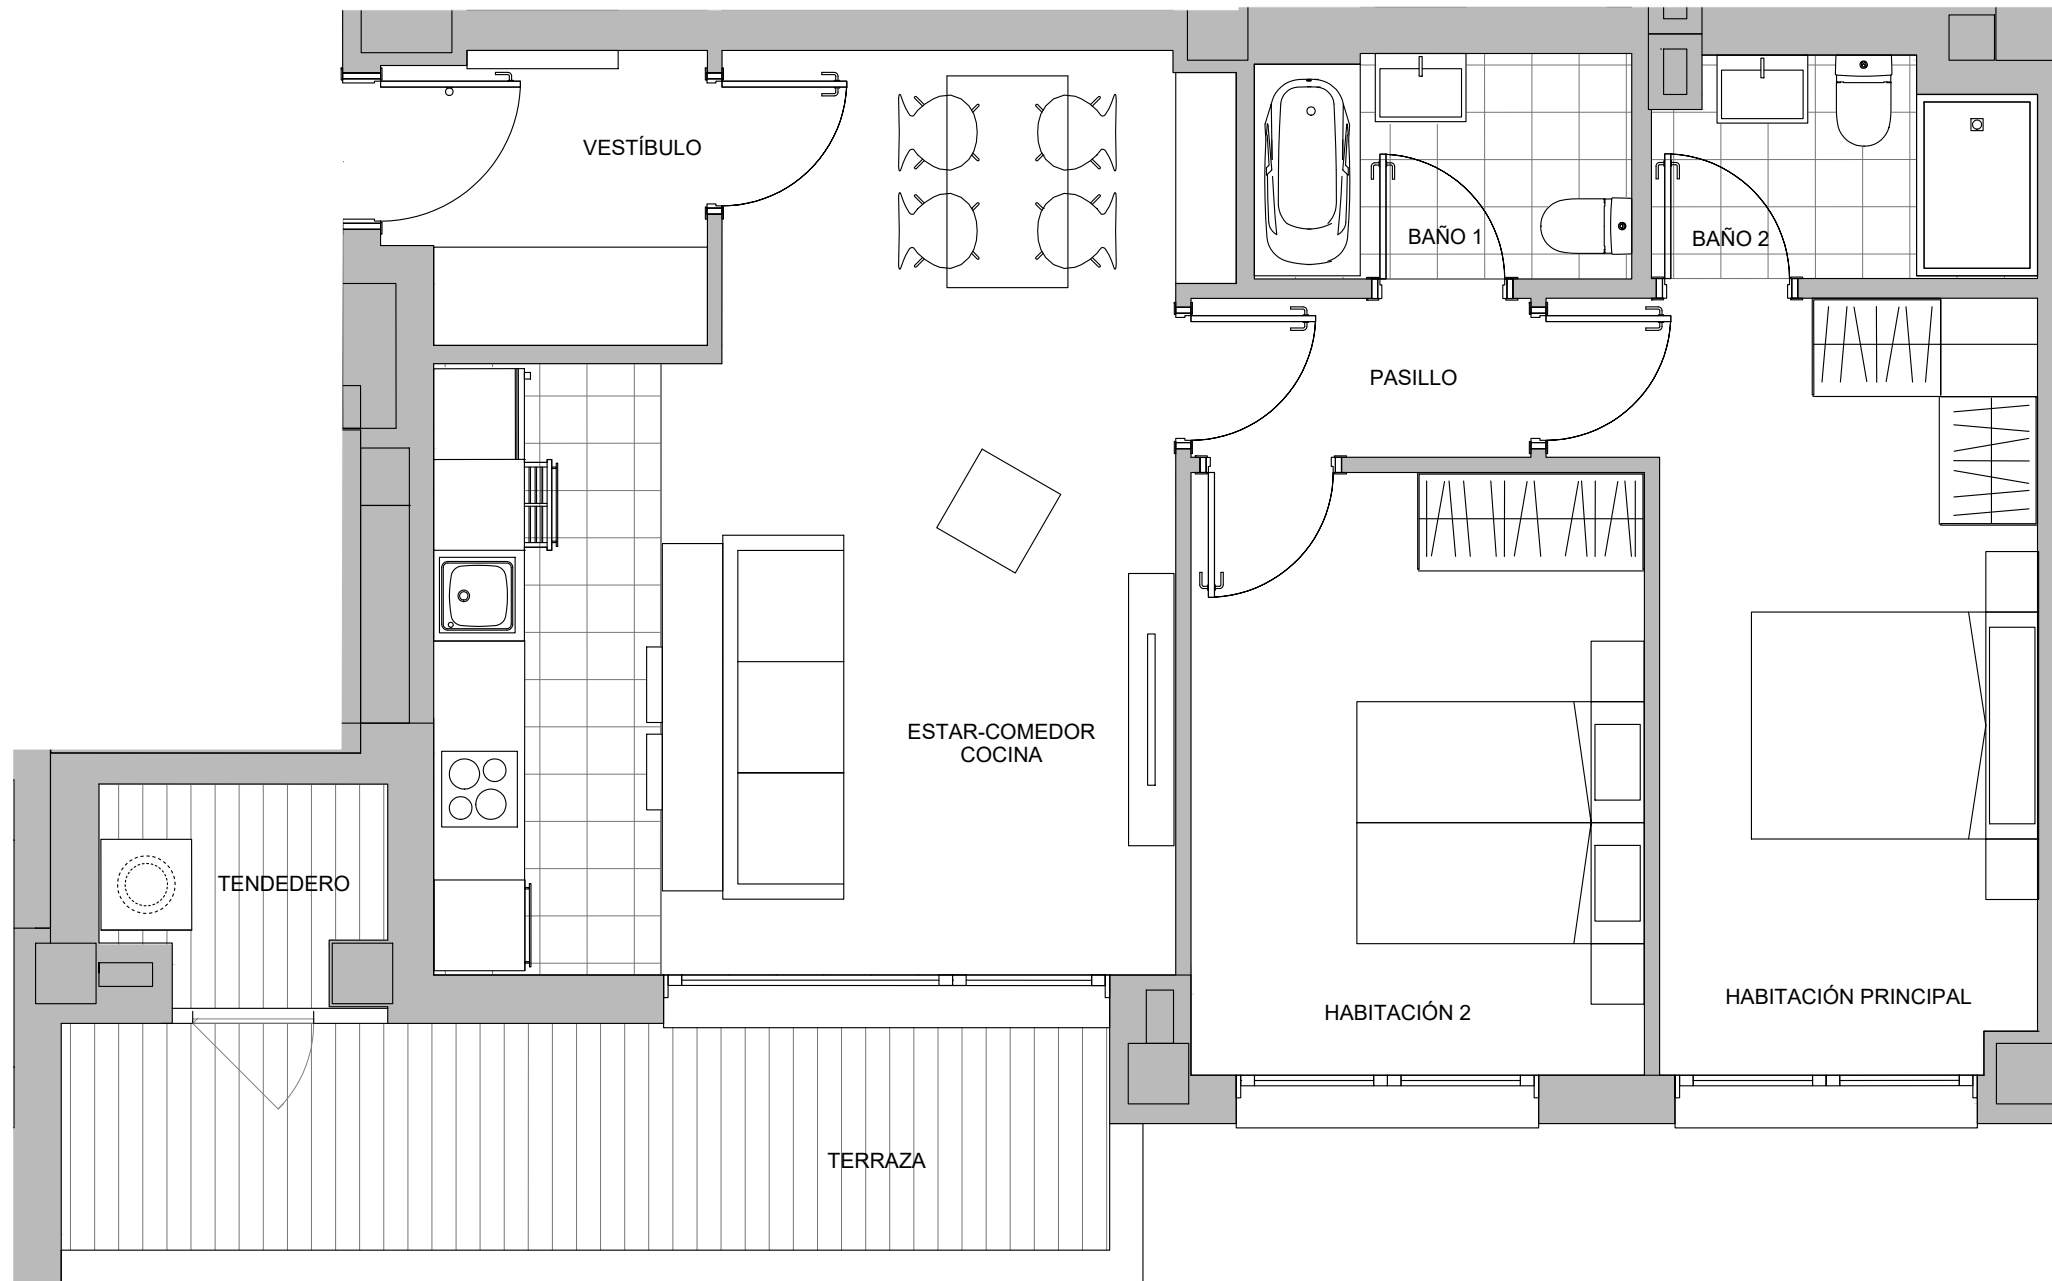 VESTÍBULO
BAÑO 1
BAÑO 2
PASILLO
ESTAR-COMEDOR
COCINA
TENDEDERO
HABITACIÓN 2
HABITACIÓN PRINCIPAL
TERRAZA